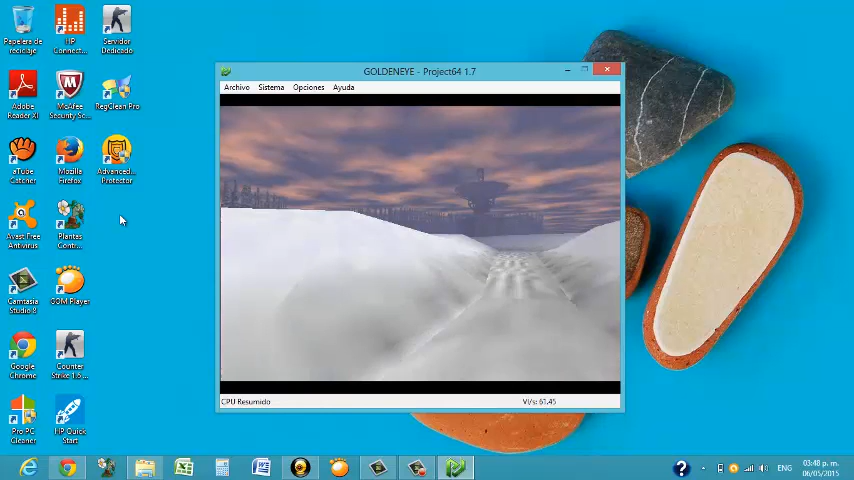 Papelera de
reciclaje
HP
Connect...
Servidor
Dedicado
Adobe
Reader XI
McAfee
Security Se...
RegClean Pro
aTube
Catcher
Mozilla
Firefox
Advanced...
Protector
Avast Free
Antivirus
Plantas
Contr...
Camtasia
Studio 8
GOM Player
Google
Chrome
Counter
Strike 1.6 ...
Pro PC
Cleaner
HP Quick
Start
GOLDENEYE - Project64 1.7
Archivo Sistema Opciones Ayuda
CPU Resumido VI/s: 61.45
ENG
03:48 p. m.
06/05/2015